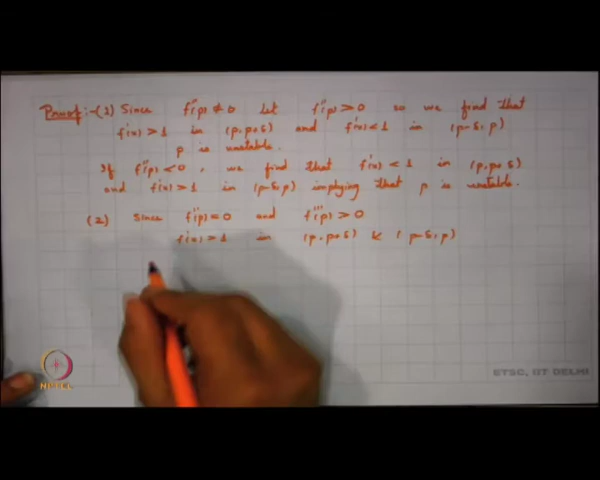 Proof:-(1) Since f''(p) ≠ 0 let f''(p) > 0 so we find that
f'(x) > 1 in (p, p+δ) and f'(x) < 1 in (p-δ, p)
p is unstable.
If f''(p) < 0, we find that f'(x) < 1 in (p, p+δ)
and f'(x) > 1 in (p-δ, p) implying that p is unstable.
(2) Since f''(p) = 0 and f'''(p) > 0
f'(x) > 1 in (p, p+δ) & (p-δ, p)
NPTEL
ETSC, IIT DELHI